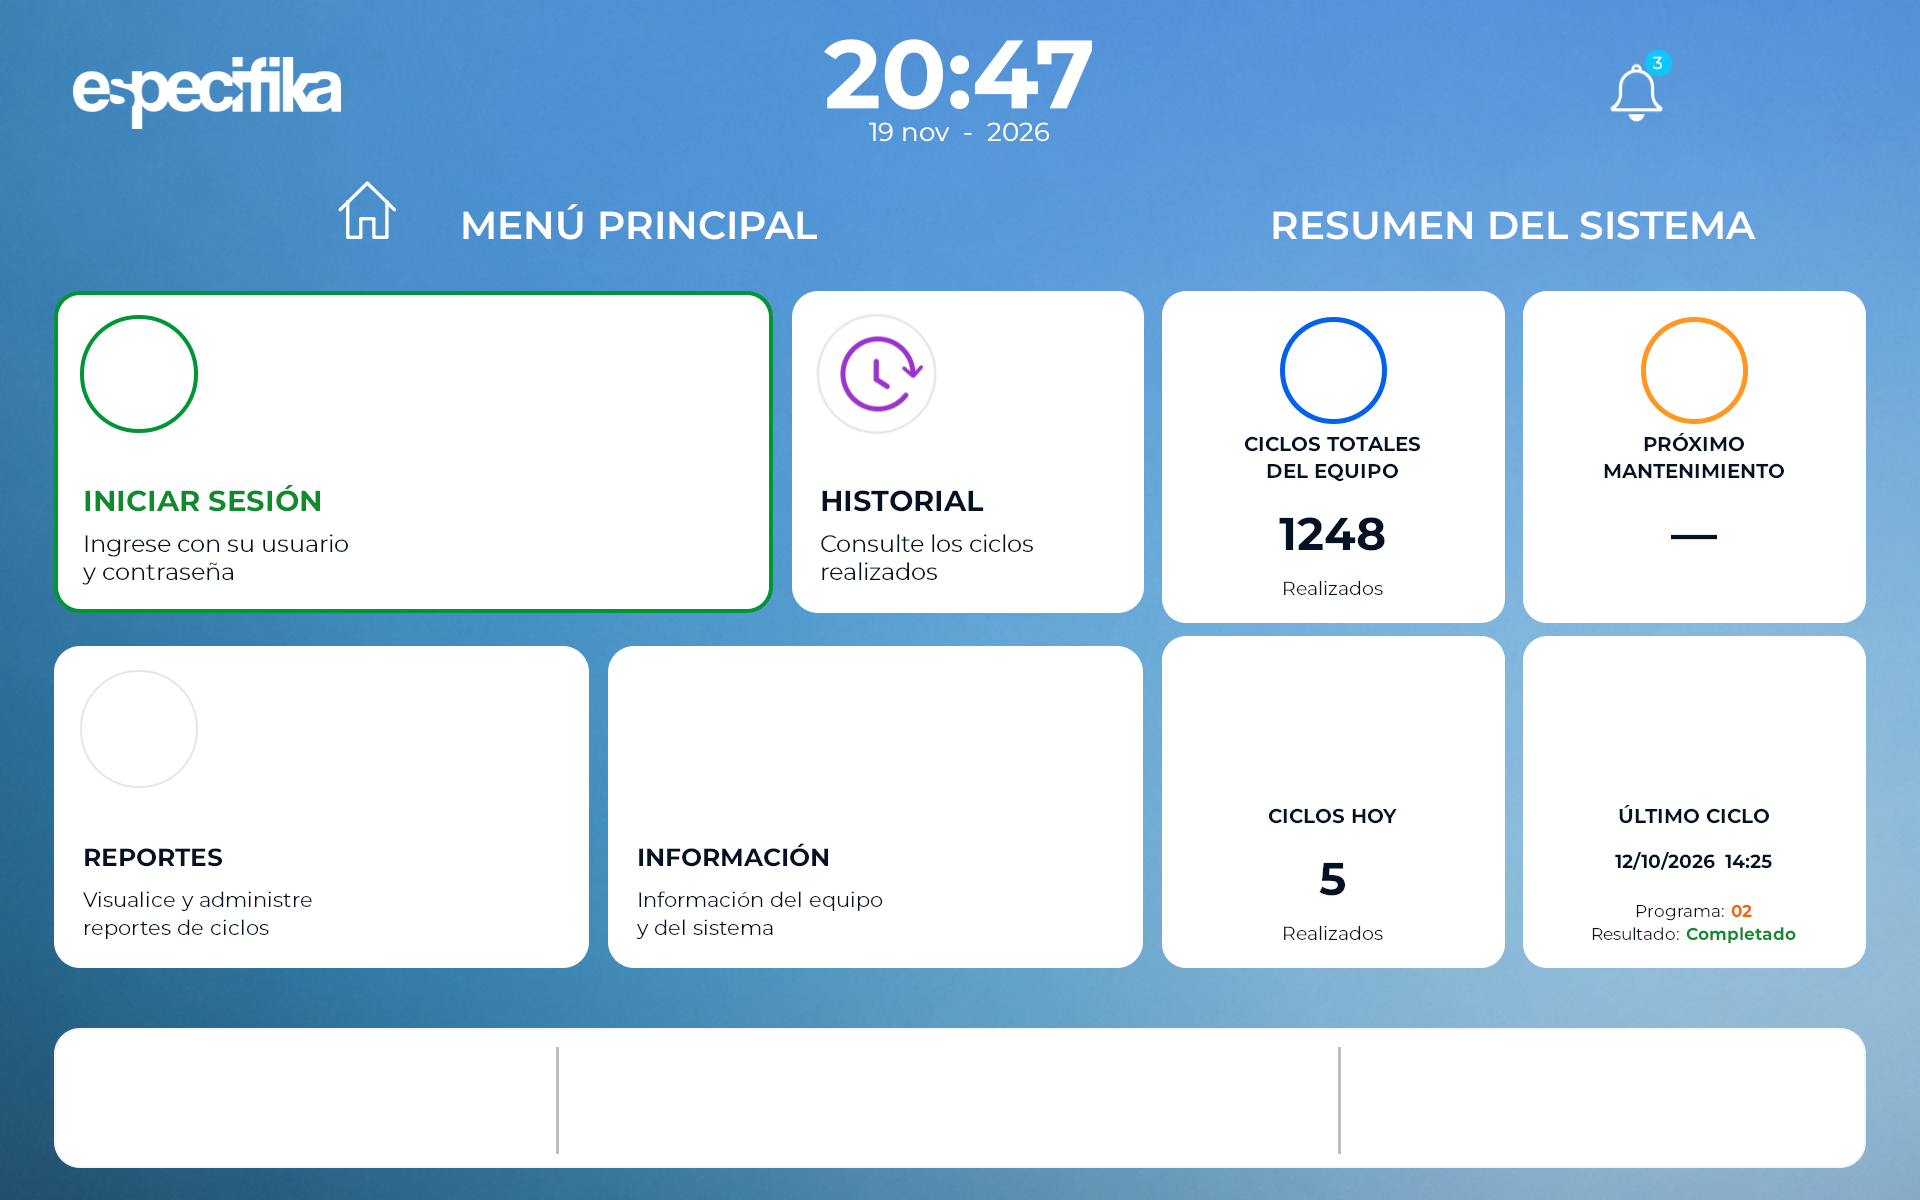 especifika
20:47
19 nov - 2026
3
MENÚ PRINCIPAL
RESUMEN DEL SISTEMA
INICIAR SESIÓN
Ingrese con su usuario
y contraseña
HISTORIAL
Consulte los ciclos
realizados
CICLOS TOTALES
DEL EQUIPO
1248
Realizados
PRÓXIMO
MANTENIMIENTO
—
REPORTES
Visualice y administre
reportes de ciclos
INFORMACIÓN
Información del equipo
y del sistema
CICLOS HOY
5
Realizados
ÚLTIMO CICLO
12/10/2026 14:25
Programa: 02
Resultado: Completado